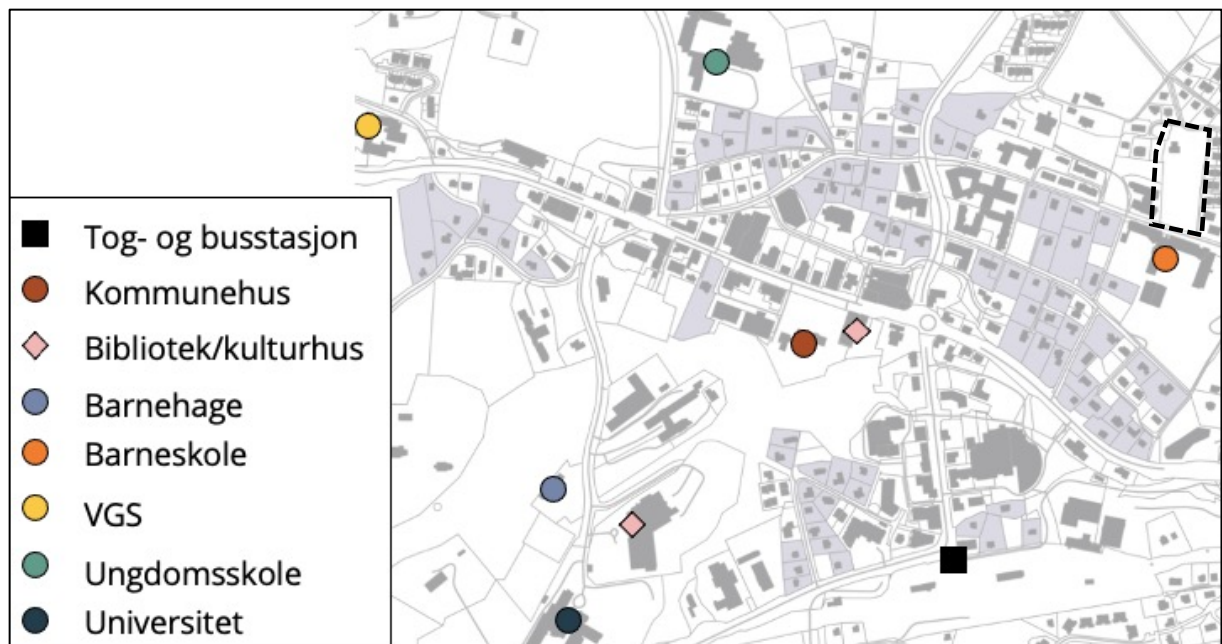 Tog- og busstasjon
Kommunehus
Bibliotek/kulturhus
Barnehage
Barneskole
VGS
Ungdomsskole
Universitet